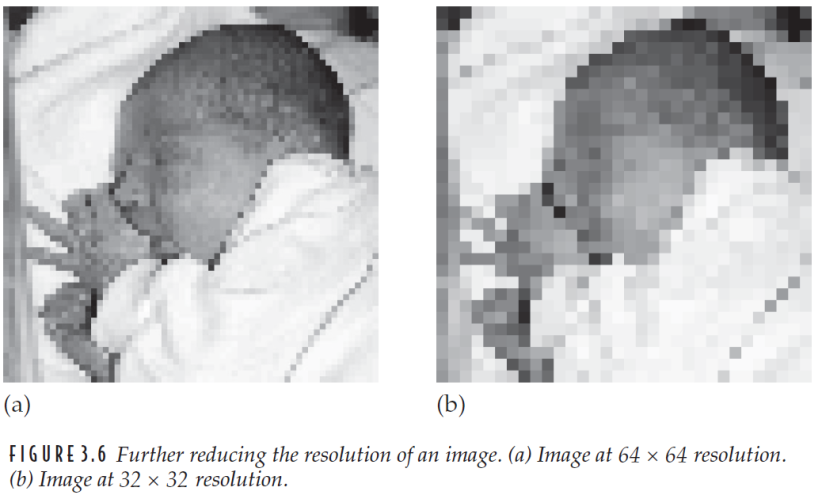 (a)
(b)
FIGURE 3.6 Further reducing the resolution of an image. (a) Image at 64 × 64 resolution.
(b) Image at 32 × 32 resolution.